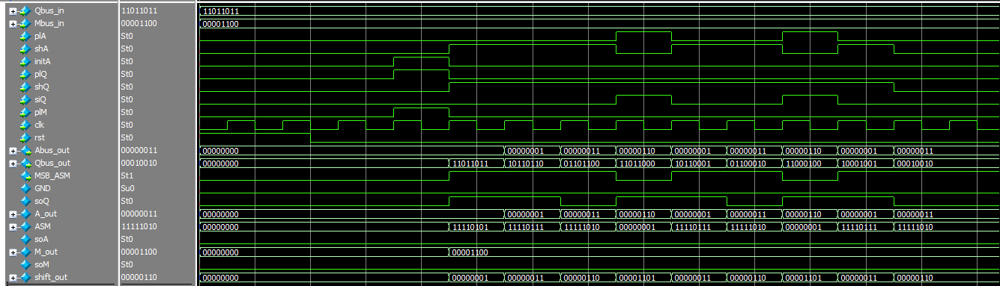 Qbus_in 11011011 11011011
Mbus_in 00001100 00001100
plA St0
shA St0
initA St0
plQ St0
shQ St0
siQ St0
plM St0
clk St0
rst St0
Abus_out 00000011 00000000 00000001 00000011 00000110 00000001 00000011 00000110 00000001 00000011
Qbus_out 00010010 00000000 11011011 10110110 01101100 11011000 10110001 01100010 11000100 10001001 00010010
MSB_ASM St1
GND Su0
soQ St0
A_out 00000011 00000000 00000001 00000011 00000110 00000001 00000011 00000110 00000001 00000011
ASM 11111010 00000000 11110101 11110111 11111010 00000001 11110111 11111010 00000001 11110111 11111010
soA St0
M_out 00001100 00000000 00001100
soM St0
shift_out 00000110 00000000 00000001 00000011 00000110 00001101 00000011 00000110 00001101 00000011 00000110